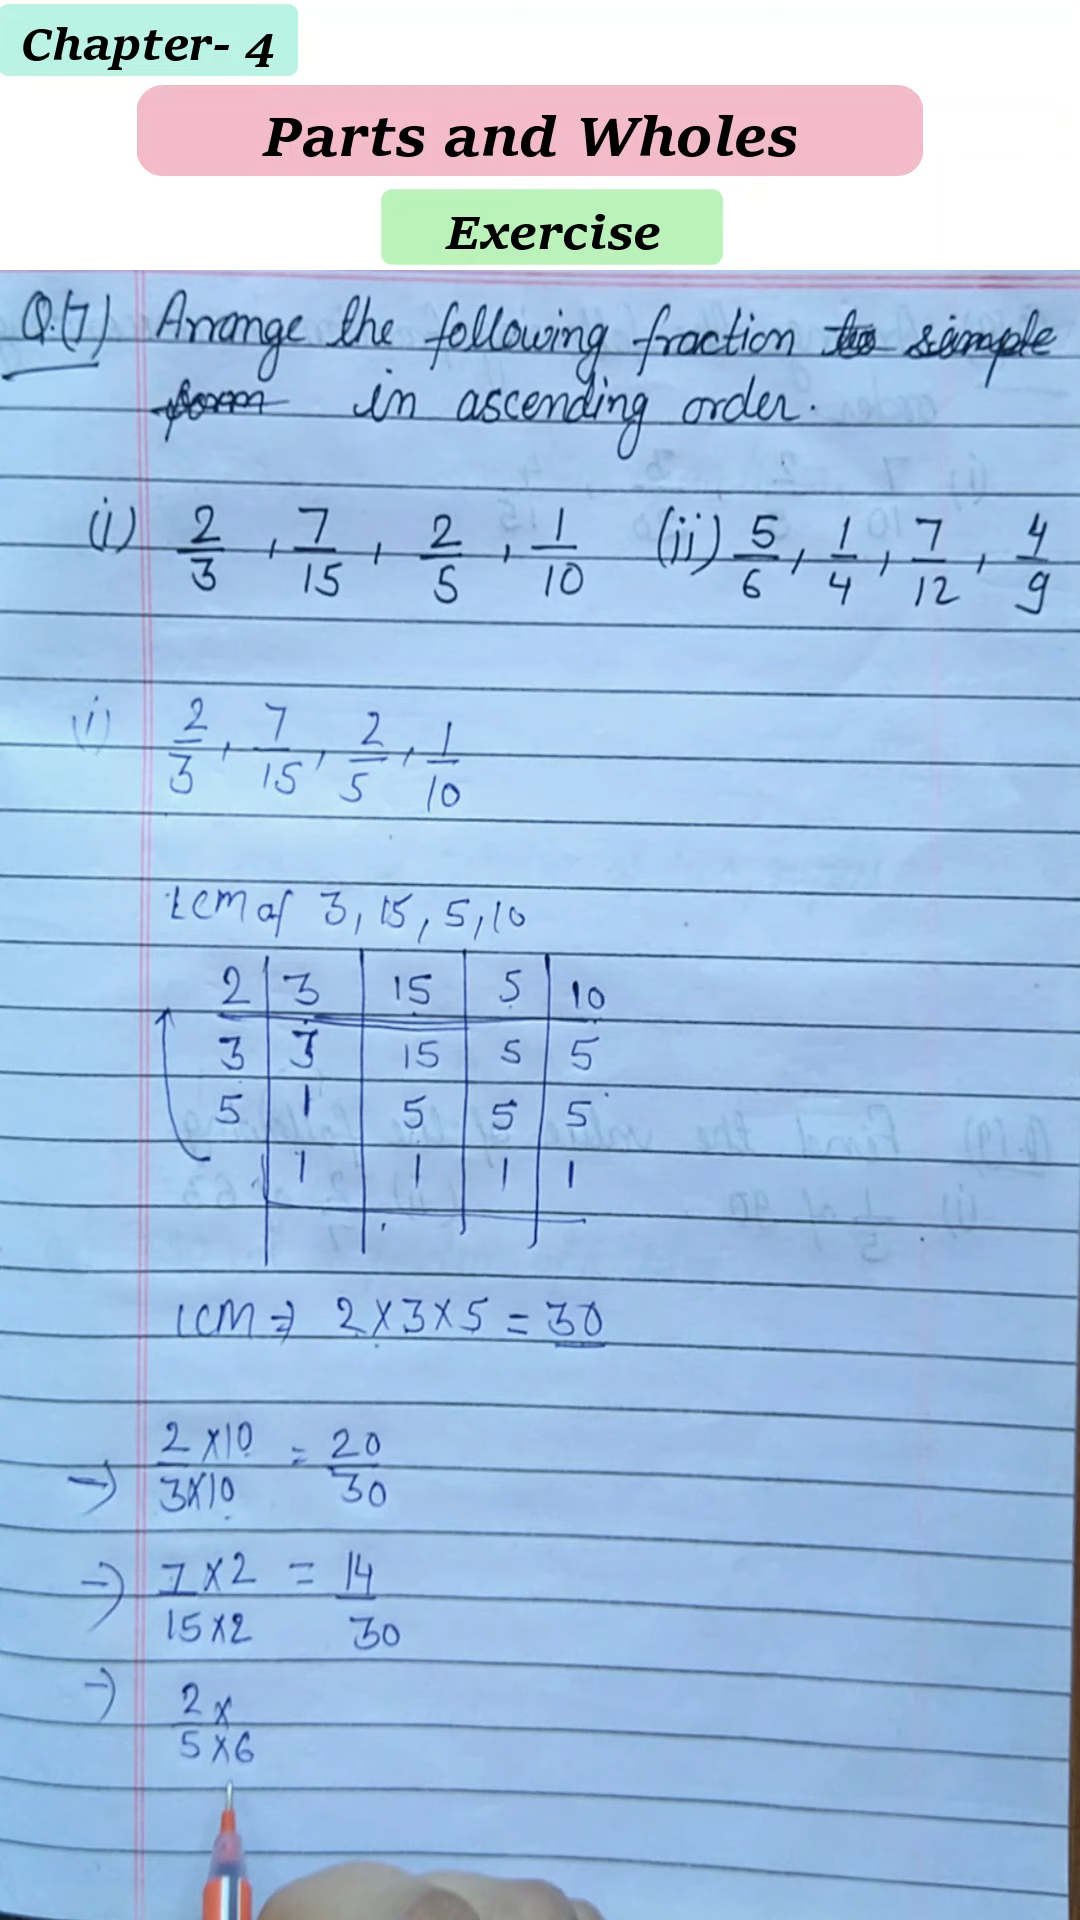 Chapter- 4
Parts and Wholes
Exercise
Q.(7) Arrange the following fraction to simple
form in ascending order.
(i) 2/3, 7/15, 2/5, 1/10 (ii) 5/6, 1/4, 7/12, 4/9
(i) 2/3, 7/15, 2/5, 1/10
LCM of 3, 15, 5, 10
2 | 3 | 15 | 5 | 10
3 | 3 | 15 | 5 | 5
5 | 1 | 5 | 5 | 5
| 1 | 1 | 1 | 1
LCM ⇒ 2×3×5 = 30
→ 2×10/3×10 = 20/30
→ 7×2/15×2 = 14/30
→ 2×/5×6